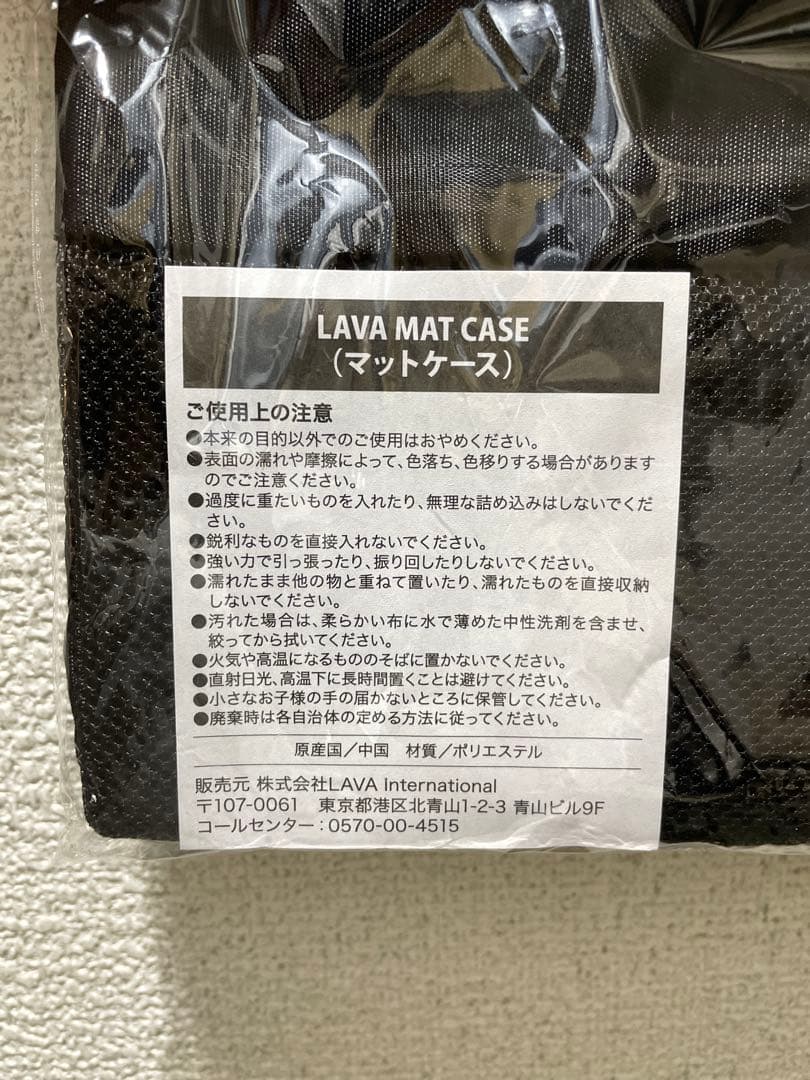 LAVA MAT CASE
(マットケース)
ご使用上の注意
●本来の目的以外でのご使用はおやめください。
●表面の濡れや摩擦によって、色落ち、色移りする場合があります
のでご注意ください。
●過度に重たいものを入れたり、無理な詰め込みはしないでくだ
さい。
●鋭利なものを直接入れないでください。
●強い力で引っ張ったり、振り回したりしないでください。
●濡れたまま他の物と重ねて置いたり、濡れたものを直接収納
しないでください。
●汚れた場合は、柔らかい布に水で薄めた中性洗剤を含ませ、
絞ってから拭いてください。
●火気や高温になるもののそばに置かないでください。
●直射日光、高温下に長時間置くことは避けてください。
●小さなお子様の手の届かないところに保管してください。
●廃棄時は各自治体の定める方法に従ってください。
原産国/中国　材質/ポリエステル
販売元 株式会社LAVA International
〒107-0061　東京都港区北青山1-2-3 青山ビル9F
コールセンター:0570-00-4515